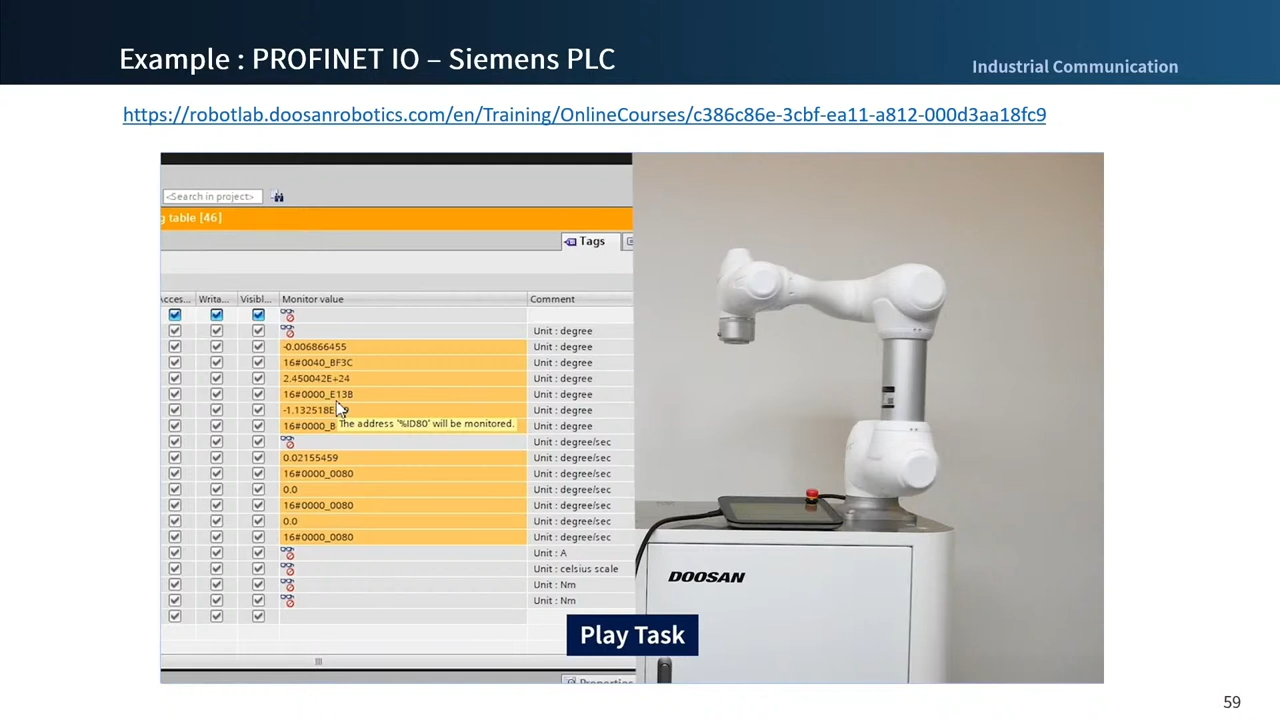 Example : PROFINET IO – Siemens PLC
Industrial Communication
https://robotlab.doosanrobotics.com/en/Training/OnlineCourses/c386c86e-3cbf-ea11-a812-000d3aa18fc9
<Search in project>
g table [46]
Tags
Acces... Writa... Visibl... Monitor value Comment
Unit : degree
-0.006866455 Unit : degree
16#0040_BF3C Unit : degree
2.450042E+24 Unit : degree
16#0000_E13B Unit : degree
-1.132518E Unit : degree
16#0000_B The address '%ID80' will be monitored. Unit : degree
Unit : degree/sec
0.02155459 Unit : degree/sec
16#0000_0080 Unit : degree/sec
0.0 Unit : degree/sec
16#0000_0080 Unit : degree/sec
0.0 Unit : degree/sec
16#0000_0080 Unit : degree/sec
Unit : A
Unit : celsius scale
Unit : Nm
Unit : Nm
DOOSAN
Play Task
Properties
59